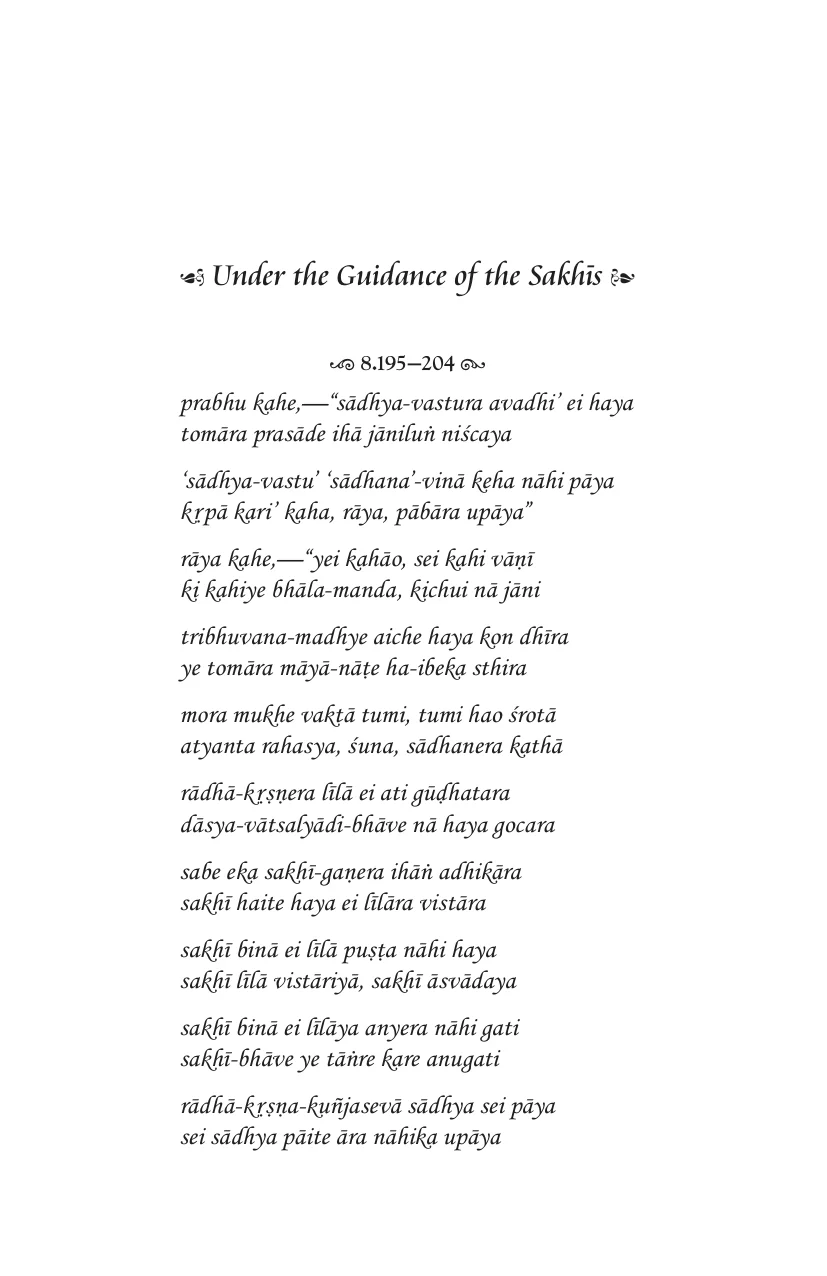 Under the Guidance of the Sakhīs
8.195–204
prabhu kahe,—“sādhya-vastura avadhi’ ei haya
tomāra prasāde ihā jāniluṅ niścaya
‘sādhya-vastu’ ‘sādhana’-vinā keha nāhi pāya
kṛpā kari’ kaha, rāya, pābāra upāya”
rāya kahe,—“yei kahāo, sei kahi vāṇī
ki kahiye bhāla-manda, kichui nā jāni
tribhuvana-madhye aiche haya kon dhīra
ye tomāra māyā-nāṭe ha-ibeka sthira
mora mukhe vaktā tumi, tumi hao śrotā
atyanta rahasya, śuna, sādhanera kathā
rādhā-kṛṣṇera līlā ei ati gūḍhatara
dāsya-vātsalyādi-bhāve nā haya gocara
sabe eka sakhī-gaṇera ihāṅ adhikāra
sakhī haite haya ei līlāra vistāra
sakhī binā ei līlā puṣṭa nāhi haya
sakhī līlā vistāriyā, sakhī āsvādaya
sakhī binā ei līlāya anyera nāhi gati
sakhī-bhāve ye tāṅre kare anugati
rādhā-kṛṣṇa-kuñjasevā sādhya sei pāya
sei sādhya pāite āra nāhika upāya